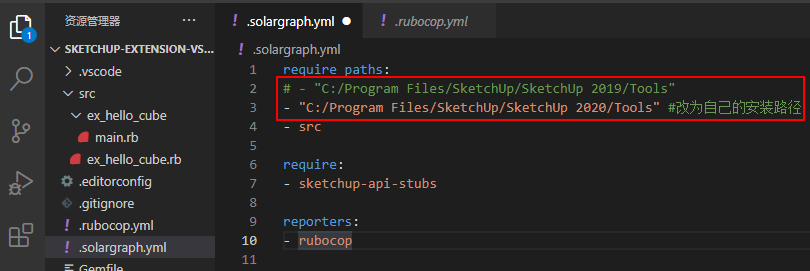 资源管理器
···
.solargraph.yml
.rubocop.yml
SKETCHUP-EXTENSION-VS...
.solargraph.yml
.vscode
src
ex_hello_cube
main.rb
ex_hello_cube.rb
.editorconfig
.gitignore
.rubocop.yml
.solargraph.yml
Gemfile
1
1 require_paths:
2 # - "C:/Program Files/SketchUp/SketchUp 2019/Tools"
3 - "C:/Program Files/SketchUp/SketchUp 2020/Tools" #改为自己的安装路径
4 - src
5
6 require:
7 - sketchup-api-stubs
8
9 reporters:
10 - rubocop
11